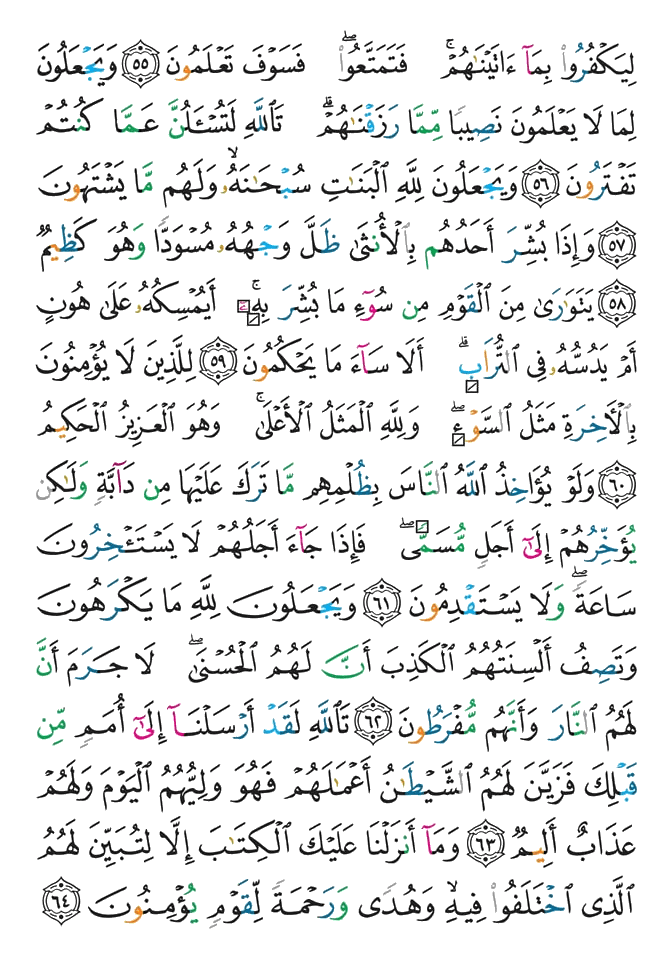 لِيَكْفُرُوا۟ بِمَآ ءَاتَيْنَـٰهُمْ ۚ فَتَمَتَّعُوا۟ ۖ فَسَوْفَ تَعْلَمُونَ ٥٥ وَيَجْعَلُونَ
لِمَا لَا يَعْلَمُونَ نَصِيبًا مِّمَّا رَزَقْنَـٰهُمْ ۗ تَٱللَّهِ لَتُسْـَٔلُنَّ عَمَّا كُنتُمْ
تَفْتَرُونَ ٥٦ وَيَجْعَلُونَ لِلَّهِ ٱلْبَنَـٰتِ سُبْحَـٰنَهُۥ ۙ وَلَهُم مَّا يَشْتَهُونَ
٥٧ وَإِذَا بُشِّرَ أَحَدُهُم بِٱلْأُنثَىٰ ظَلَّ وَجْهُهُۥ مُسْوَدًّا وَهُوَ كَظِيمٌ
٥٨ يَتَوَٰرَىٰ مِنَ ٱلْقَوْمِ مِن سُوٓءِ مَا بُشِّرَ بِهِۦٓ ۚ أَيُمْسِكُهُۥ عَلَىٰ هُونٍ
أَمْ يَدُسُّهُۥ فِى ٱلتُّرَابِ ۗ أَلَا سَآءَ مَا يَحْكُمُونَ ٥٩ لِلَّذِينَ لَا يُؤْمِنُونَ
بِٱلْـَٔاخِرَةِ مَثَلُ ٱلسَّوْءِ ۖ وَلِلَّهِ ٱلْمَثَلُ ٱلْأَعْلَىٰ ۚ وَهُوَ ٱلْعَزِيزُ ٱلْحَكِيمُ
٦٠ وَلَوْ يُؤَاخِذُ ٱللَّهُ ٱلنَّاسَ بِظُلْمِهِم مَّا تَرَكَ عَلَيْهَا مِن دَآبَّةٍ وَلَـٰكِن
يُؤَخِّرُهُمْ إِلَىٰٓ أَجَلٍ مُّسَمًّى ۖ فَإِذَا جَآءَ أَجَلُهُمْ لَا يَسْتَـْٔخِرُونَ
سَاعَةً ۖ وَلَا يَسْتَقْدِمُونَ ٦١ وَيَجْعَلُونَ لِلَّهِ مَا يَكْرَهُونَ
وَتَصِفُ أَلْسِنَتُهُمُ ٱلْكَذِبَ أَنَّ لَهُمُ ٱلْحُسْنَىٰ ۖ لَا جَرَمَ أَنَّ
لَهُمُ ٱلنَّارَ وَأَنَّهُم مُّفْرَطُونَ ٦٢ تَٱللَّهِ لَقَدْ أَرْسَلْنَآ إِلَىٰٓ أُمَمٍ مِّن
قَبْلِكَ فَزَيَّنَ لَهُمُ ٱلشَّيْطَـٰنُ أَعْمَـٰلَهُمْ فَهُوَ وَلِيُّهُمُ ٱلْيَوْمَ وَلَهُمْ
عَذَابٌ أَلِيمٌ ٦٣ وَمَآ أَنزَلْنَا عَلَيْكَ ٱلْكِتَـٰبَ إِلَّا لِتُبَيِّنَ لَهُمُ
ٱلَّذِى ٱخْتَلَفُوا۟ فِيهِ ۙ وَهُدًى وَرَحْمَةً لِّقَوْمٍ يُؤْمِنُونَ ٦٤